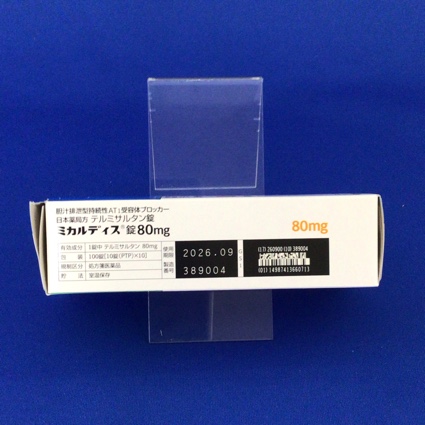 胆汁排泄型持続性AT₁受容体ブロッカー
日本薬局方 テルミサルタン錠
ミカルディス®錠80mg
80mg
有効成分 1錠中 テルミサルタン 80mg
包装 100錠[10錠(PTP)×10]
規制区分 処方箋医薬品
貯法 室温保存
使用期限 2026.09
製造番号 389004
(17) 260900 (10) 389004
(01)14987413660713